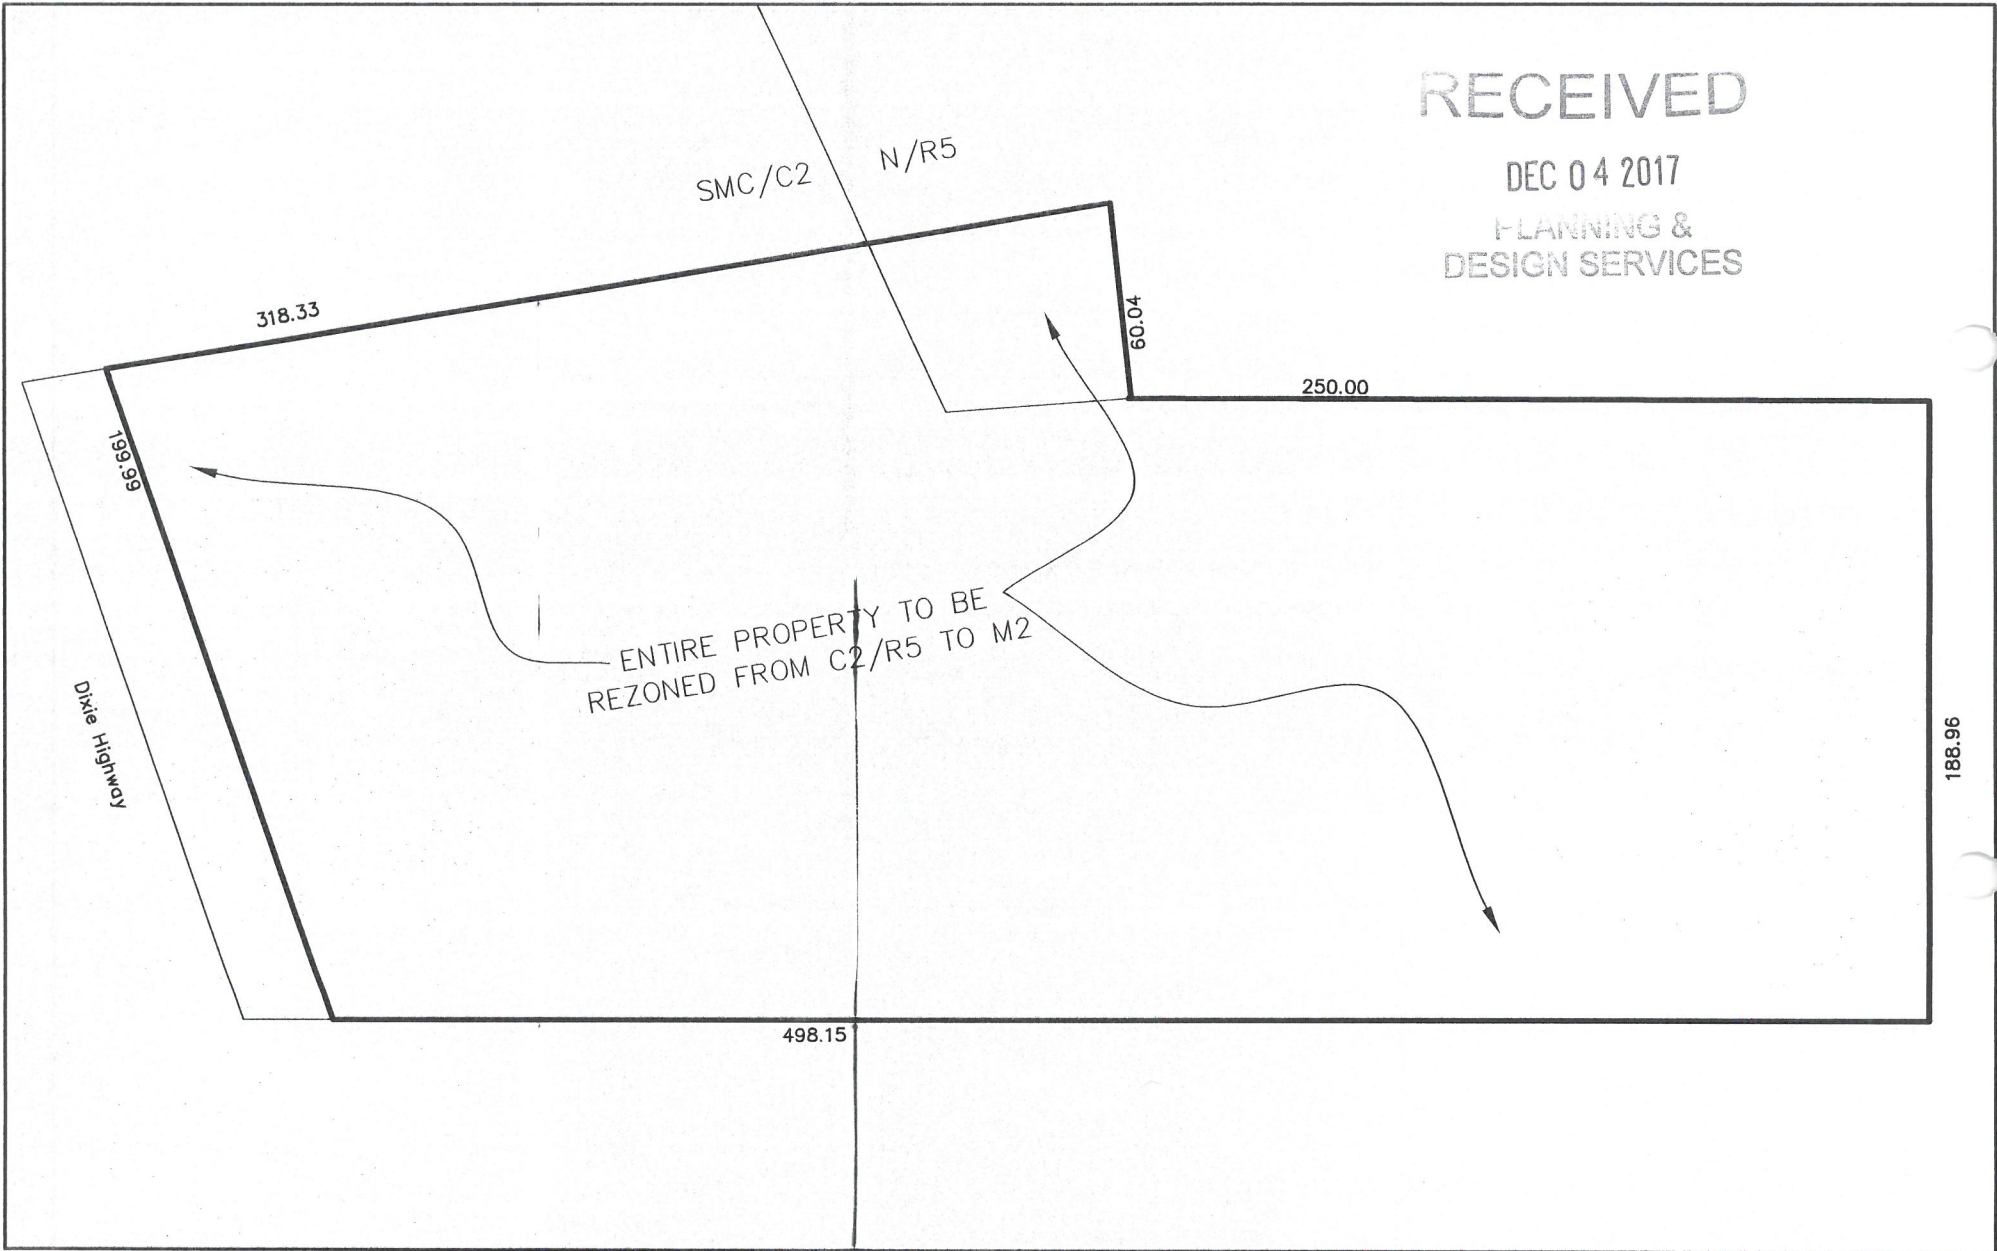 RECEIVED
DEC 04 2017
PLANNING &
DESIGN SERVICES
SMC/C2
N/R5
318.33
60.04
250.00
199.99
ENTIRE PROPERTY TO BE
REZONED FROM C2/R5 TO M2
Dixie Highway
188.96
498.15